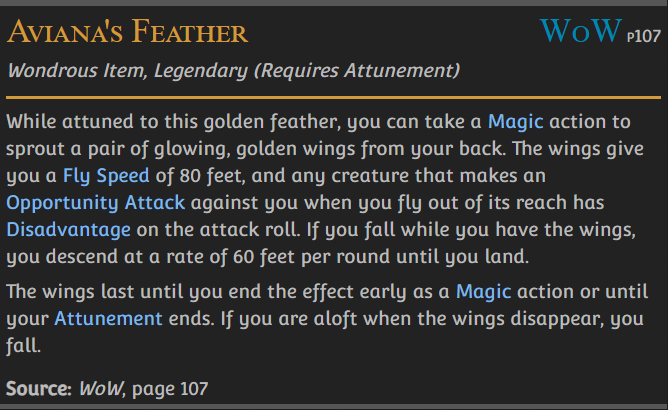 Aviana's Feather WoW p107
Wondrous Item, Legendary (Requires Attunement)
While attuned to this golden feather, you can take a Magic action to
sprout a pair of glowing, golden wings from your back. The wings give
you a Fly Speed of 80 feet, and any creature that makes an
Opportunity Attack against you when you fly out of its reach has
Disadvantage on the attack roll. If you fall while you have the wings,
you descend at a rate of 60 feet per round until you land.
The wings last until you end the effect early as a Magic action or until
your Attunement ends. If you are aloft when the wings disappear, you
fall.
Source: WoW, page 107